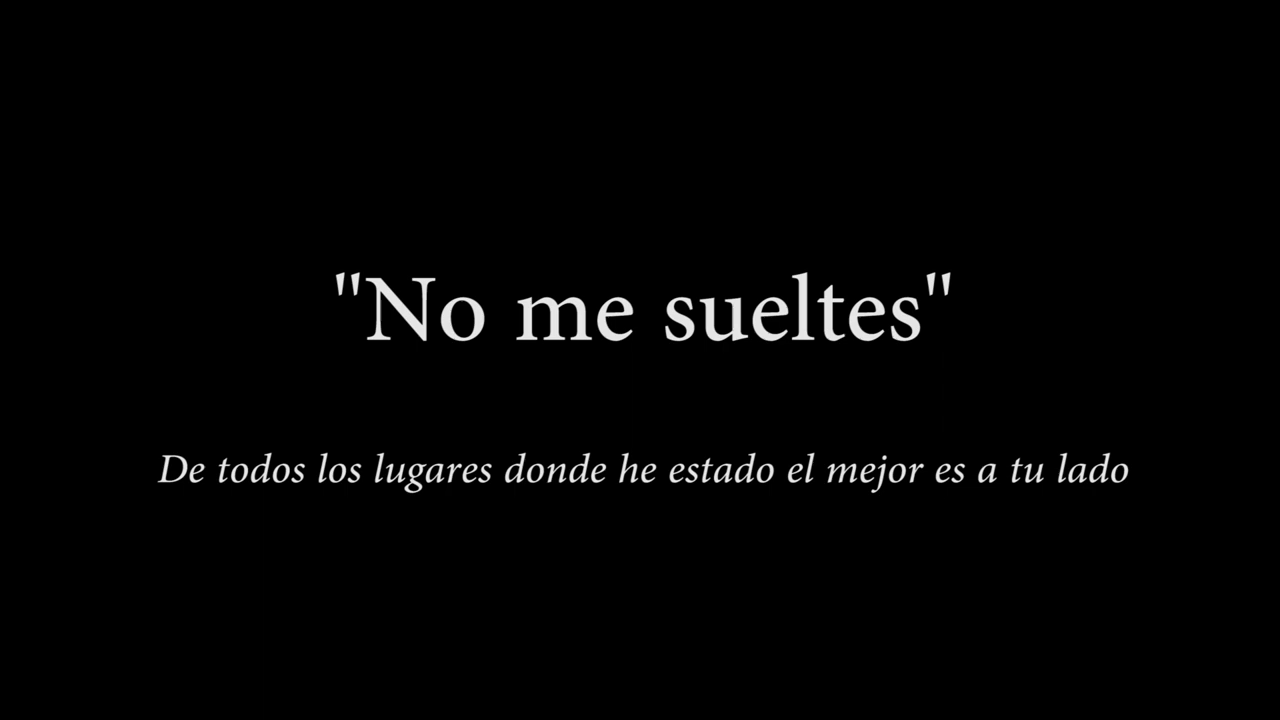 "No me sueltes"
De todos los lugares donde he estado el mejor es a tu lado